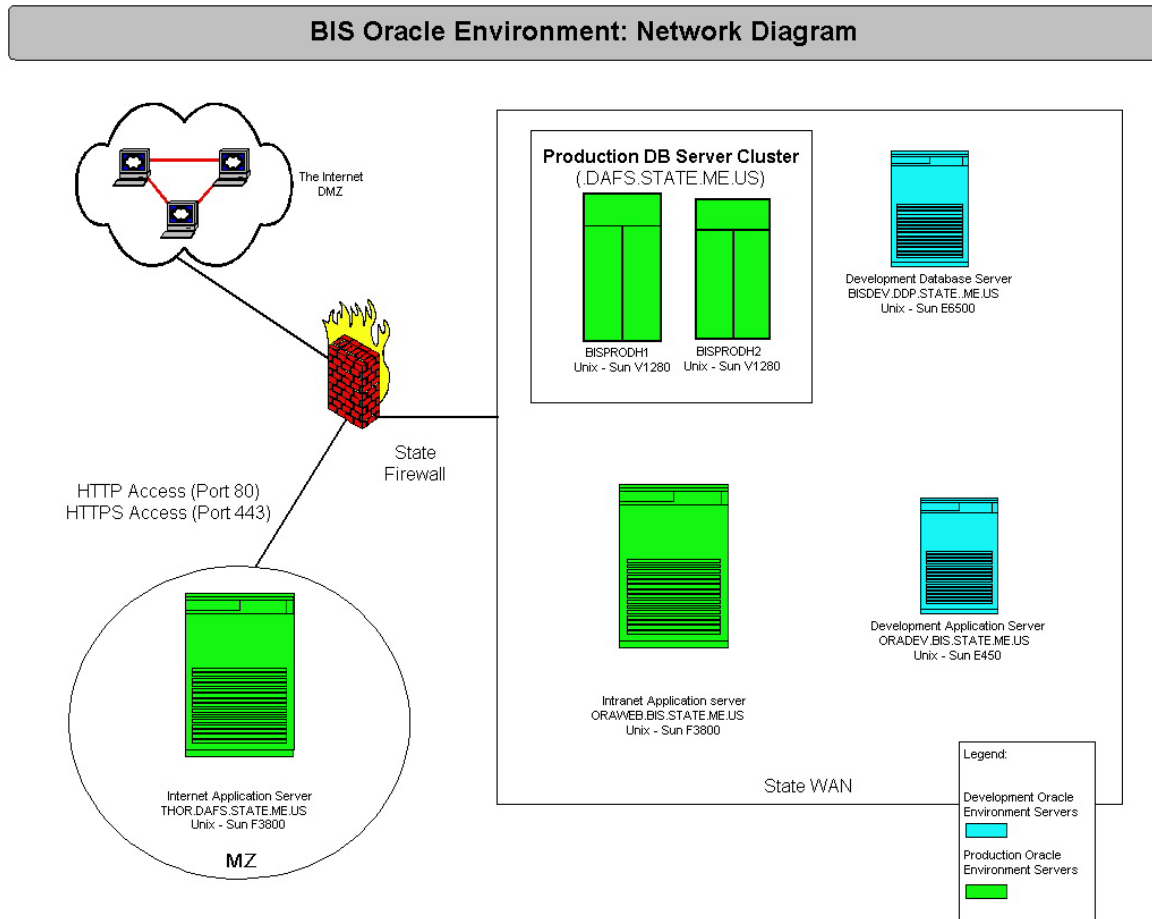 BIS Oracle Environment: Network Diagram
The Internet
DMZ
Production DB Server Cluster
(.DAFS.STATE.ME.US)
BISPRODH1
Unix - Sun V1280
BISPRODH2
Unix - Sun V1280
Development Database Server
BISDEV.DDP.STATE..ME.US
Unix - Sun E6500
State
Firewall
HTTP Access (Port 80)
HTTPS Access (Port 443)
Intranet Application server
ORAWEB.BIS.STATE.ME.US
Unix - Sun F3800
Development Application Server
ORADEV.BIS.STATE.ME.US
Unix - Sun E450
Internet Application Server
THOR.DAFS.STATE.ME.US
Unix - Sun F3800
MZ
State WAN
Legend:
Development Oracle
Environment Servers
Production Oracle
Environment Servers